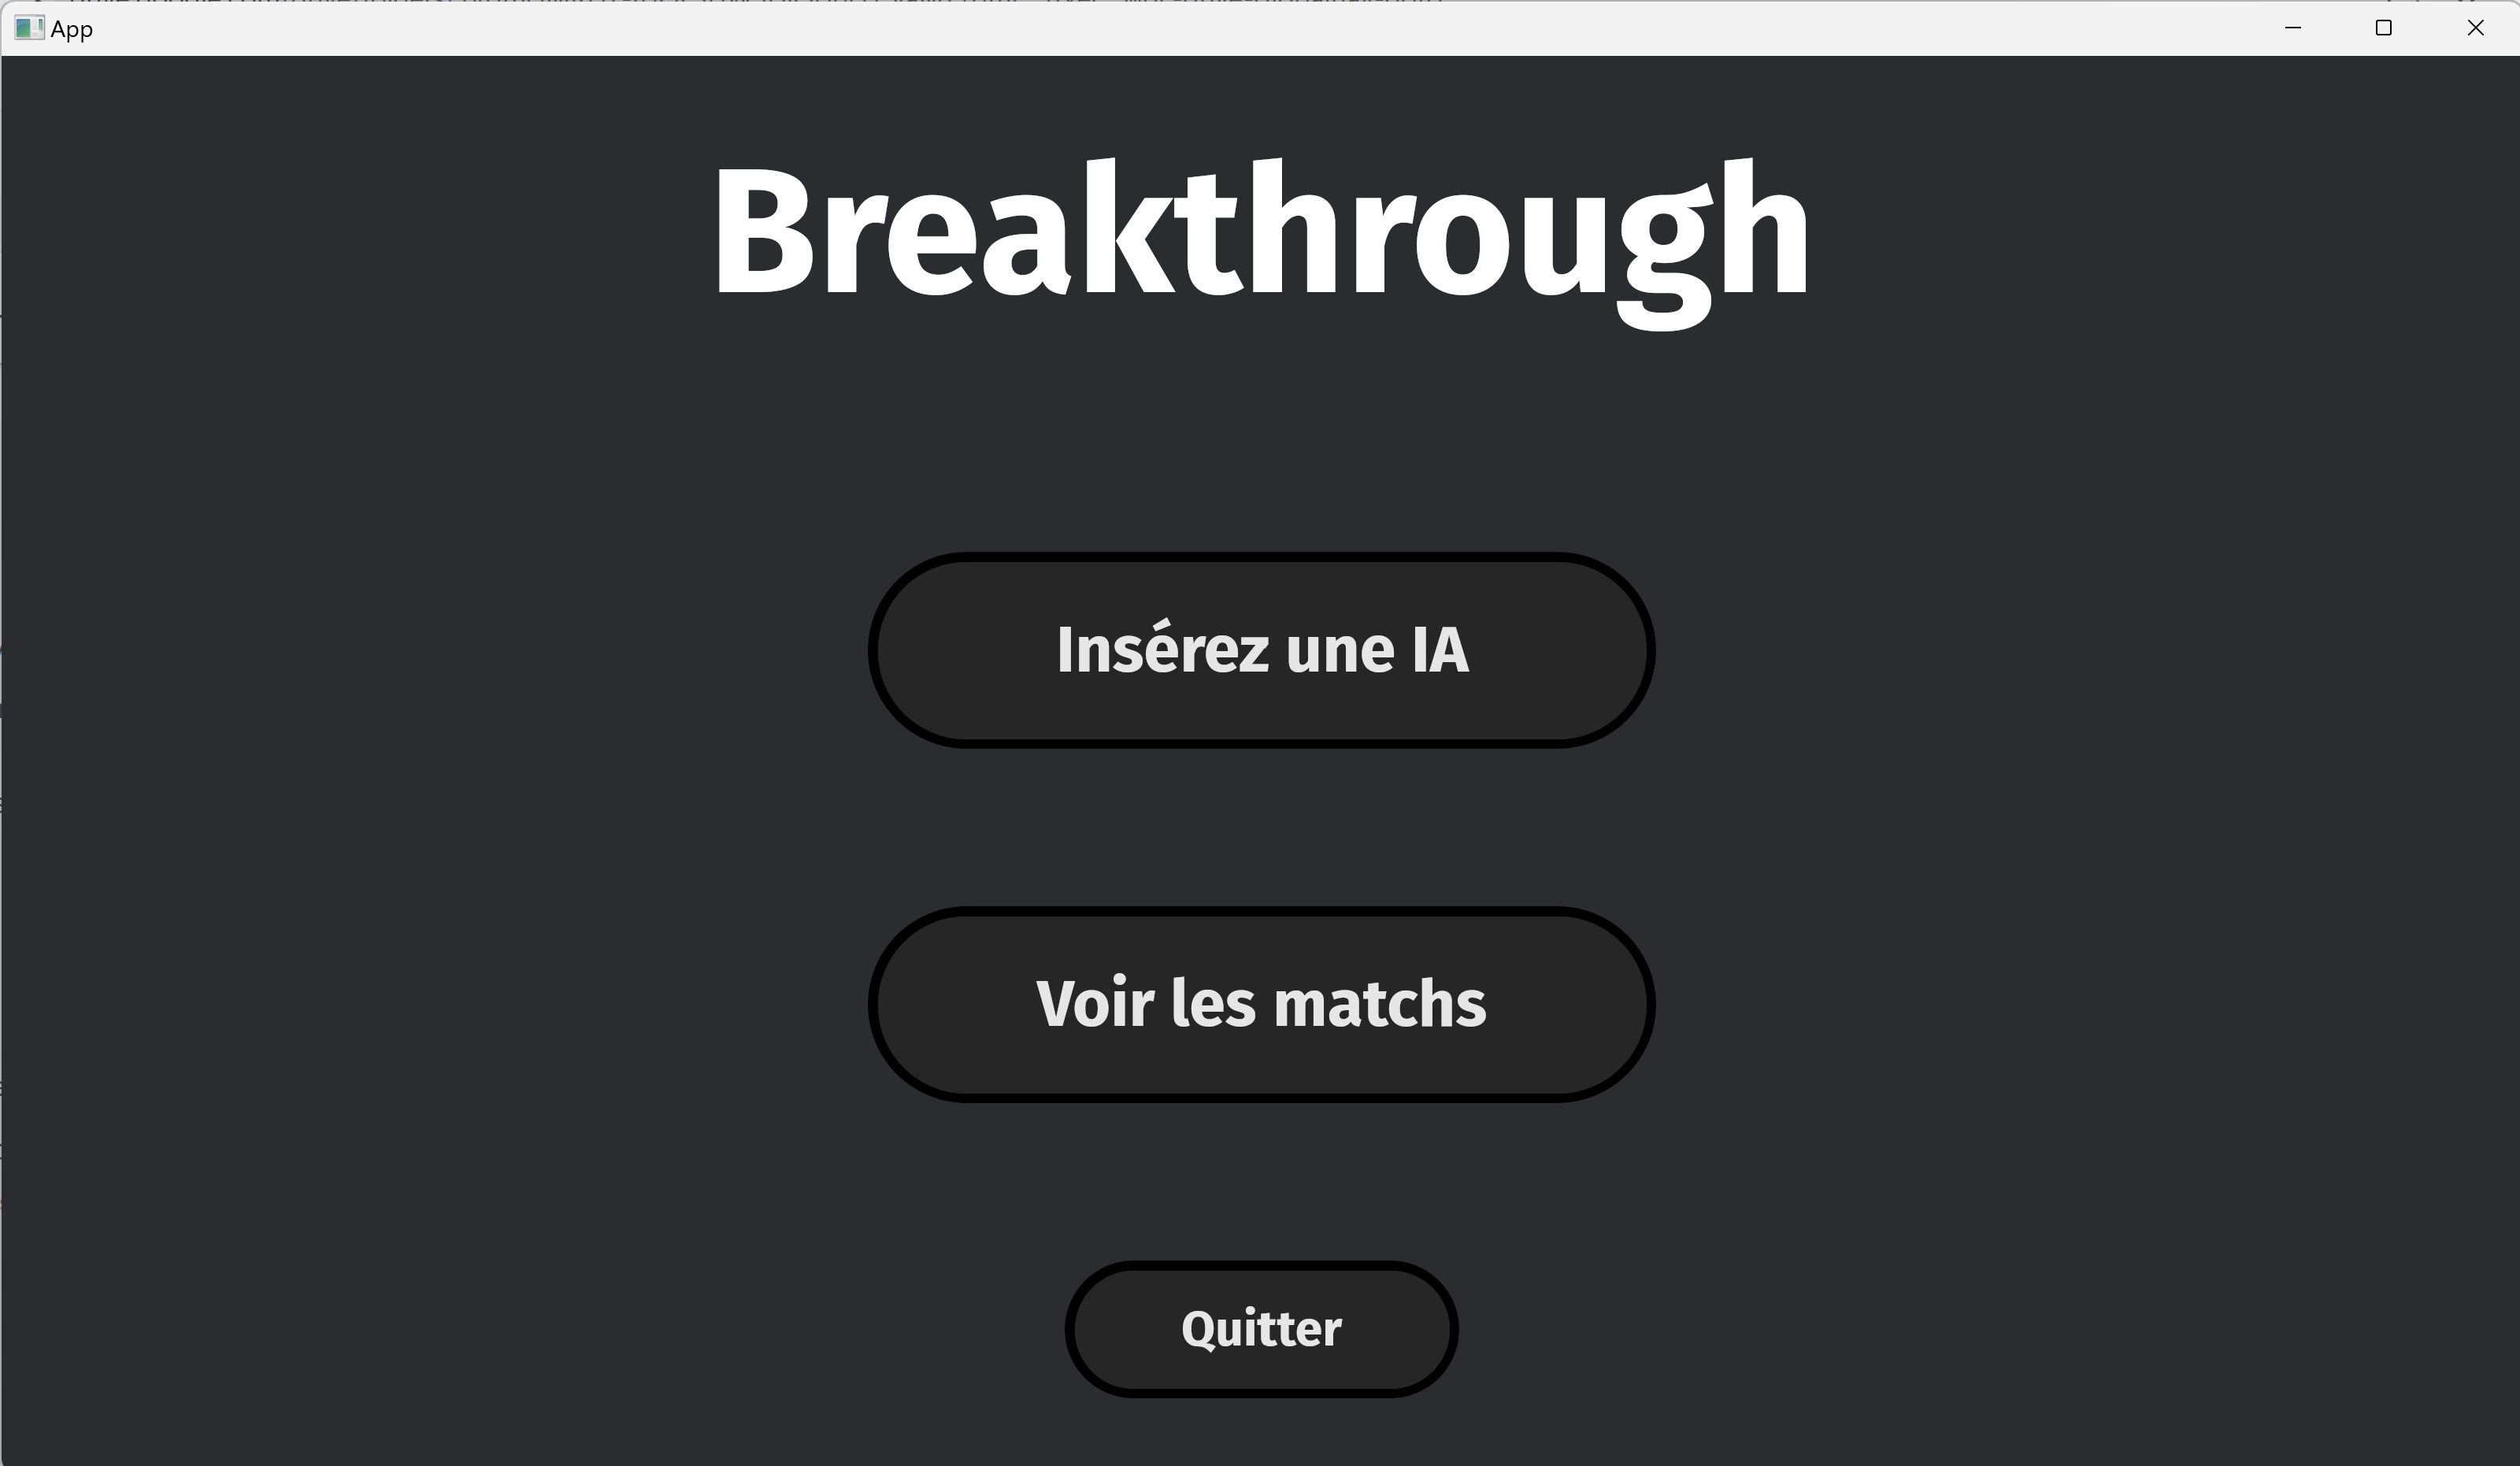 App
Breakthrough
Insérez une IA
Voir les matchs
Quitter